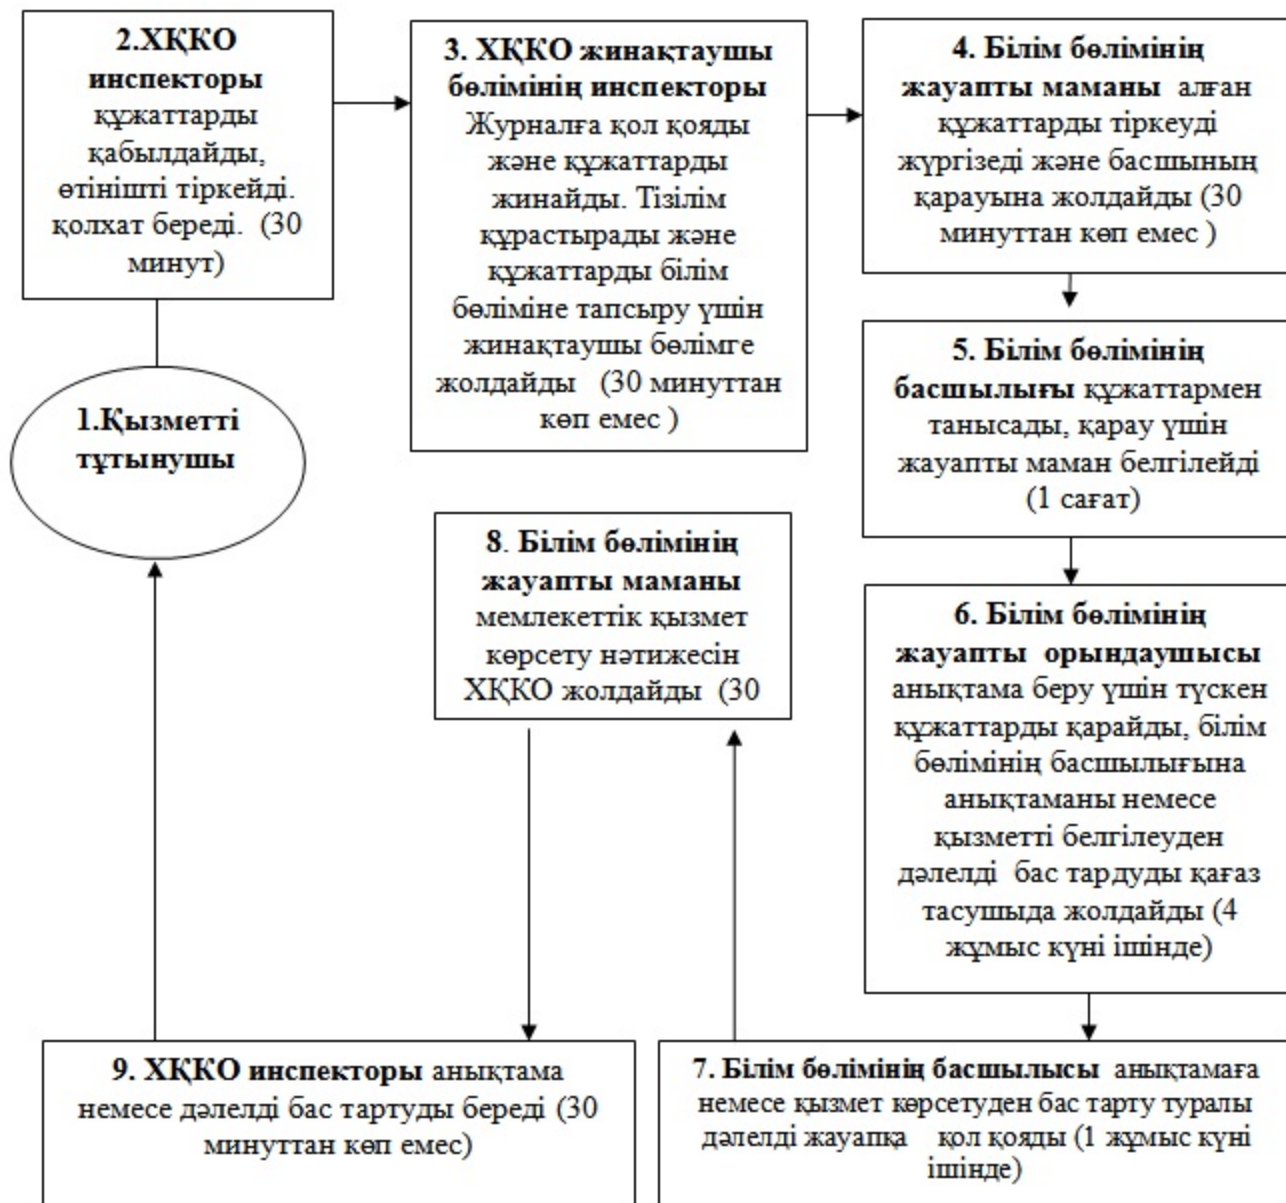 2.ХҚКО
инспекторы
құжаттарды
қабылдайды,
өтінішті тіркейді.
қолхат береді. (30
минут)
3. ХҚКО жинақтаушы
бөлімінің инспекторы
Журналға қол қояды
және құжаттарды
жинайды. Тізілім
құрастырады және
құжаттарды білім
бөліміне тапсыру үшін
жинақтаушы бөлімге
жолдайды (30 минуттан
көп емес )
4. Білім бөлімінің
жауапты маманы алған
құжаттарды тіркеуді
жүргізеді және басшының
қарауына жолдайды (30
минуттан көп емес )
5. Білім бөлімінің
басшылығы құжаттармен
танысады, қарау үшін
жауапты маман белгілейді
(1 сағат)
1.Қызметті
тұтынушы
8. Білім бөлімінің
жауапты маманы
мемлекеттік қызмет
көрсету нәтижесін
ХҚКО жолдайды (30
6. Білім бөлімінің
жауапты орындаушысы
анықтама беру үшін түскен
құжаттарды қарайды, білім
бөлімінің басшылығына
анықтаманы немесе
қызметті белгілеуден
дәлелді бас тардуды қағаз
тасушыда жолдайды (4
жұмыс күні ішінде)
9. ХҚКО инспекторы анықтама
немесе дәлелді бас тартуды береді (30
минуттан көп емес)
7. Білім бөлімінің басшылысы анықтамаға
немесе қызмет көрсетуден бас тарту туралы
дәлелді жауапқа қол қояды (1 жұмыс күні
ішінде)